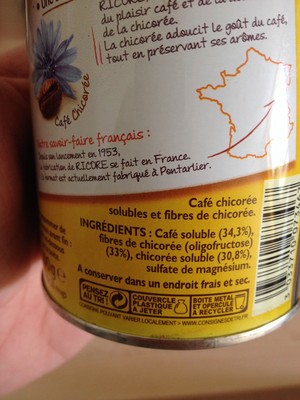 RICORE,
du plaisir café et de la
de la chicorée.
La chicorée adoucit le goût du café,
tout en préservant ses arômes.
Café Chicorée
savoir-faire français :
son lancement en 1953,
de RICORE se fait en France.
format est actuellement fabriqué à Pontarlier.
Café chicorée
solubles et fibres de chicorée.
INGRÉDIENTS : Café soluble (34,3%),
fibres de chicorée (oligofructose)
(33%), chicorée soluble (30,8%),
sulfate de magnésium.
A conserver dans un endroit frais et sec.
PENSEZ
AU TRI !
COUVERCLE
PLASTIQUE
A JETER
BOITE METAL
ET OPERCULE
A RECYCLER
CONSIGNE POUVANT VARIER LOCALEMENT > WWW.CONSIGNESDETRI.FR